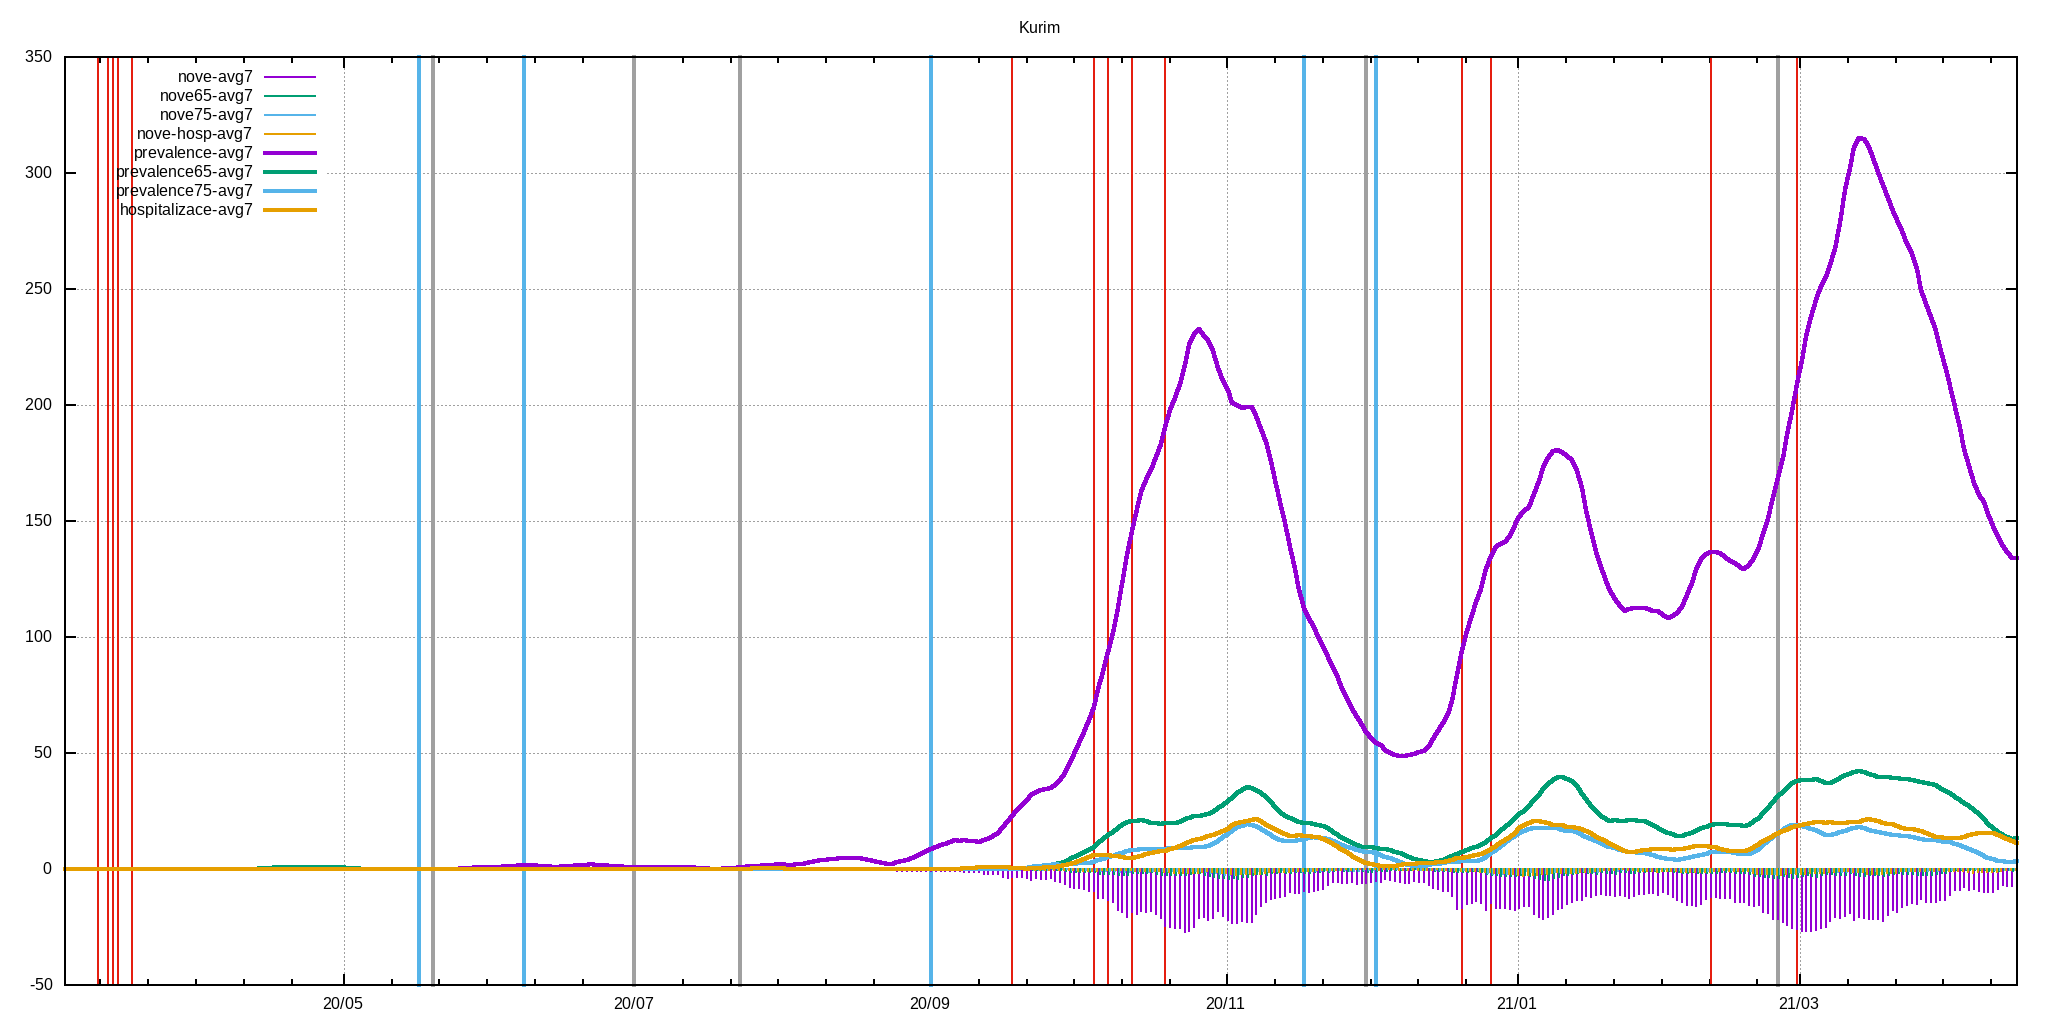 Kurim
350
nove-avg7
nove65-avg7
nove75-avg7
nove-hosp-avg7
prevalence-avg7
prevalence65-avg7
prevalence75-avg7
hospitalizace-avg7
300
250
200
150
100
50
0
-50
20/05
20/07
20/09
20/11
21/01
21/03